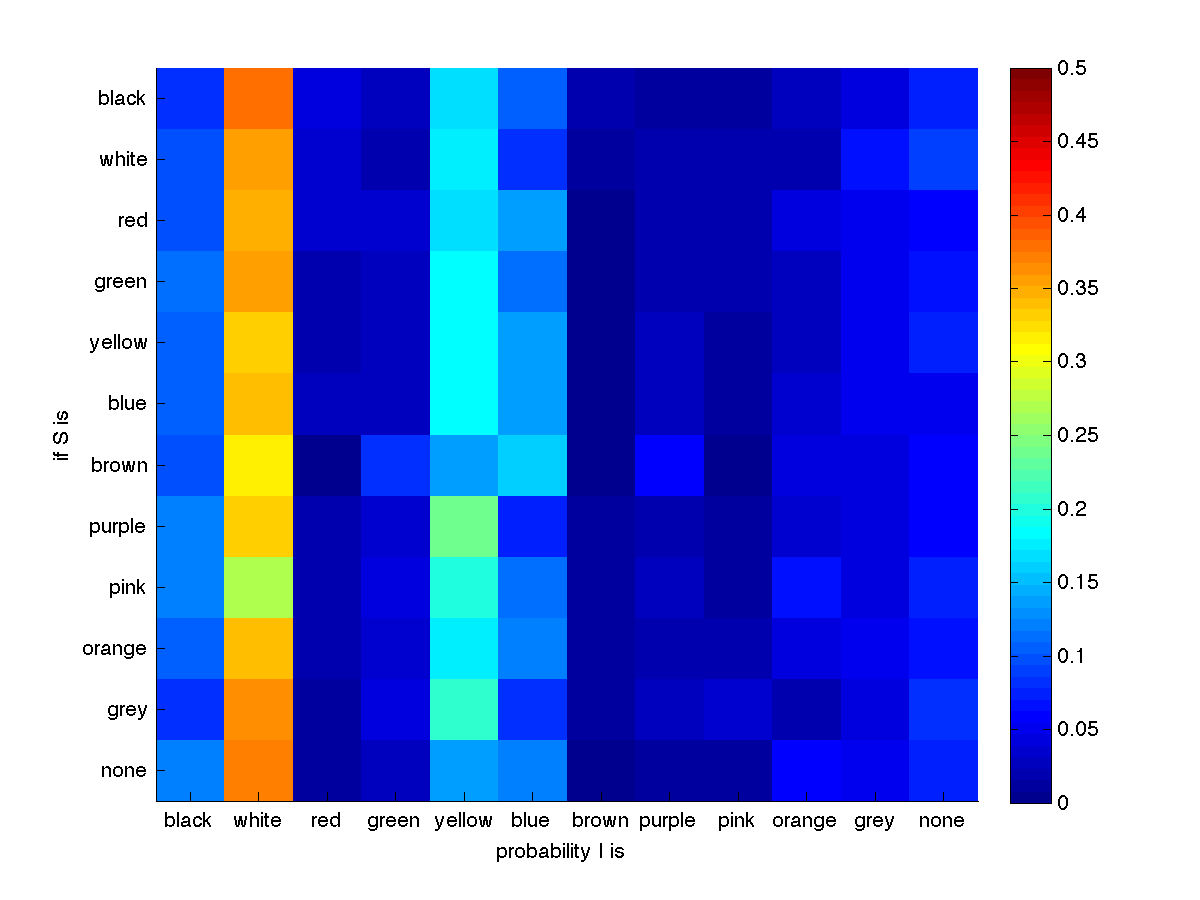 black
white
red
green
yellow
blue
brown
purple
pink
orange
grey
none
if S is
black white red green yellow blue brown purple pink orange grey none
probability I is
0.5
0.45
0.4
0.35
0.3
0.25
0.2
0.15
0.1
0.05
0